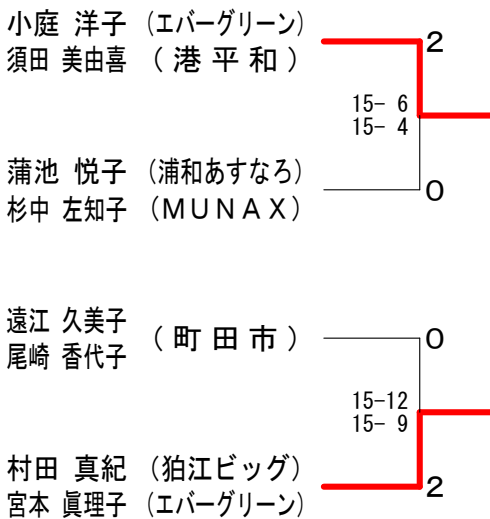 小庭 洋子 (エバーグリーン)
須田 美由喜 ( 港 平 和 )
2
15- 6
15- 4
蒲池 悦子 (浦和あすなろ)
杉中 左知子 (MUNAX)
0
遠江 久美子
尾崎 香代子
( 町 田 市 )
0
15-12
15- 9
村田 真紀 (狛江ビッグ)
宮本 眞理子 (エバーグリーン)
2